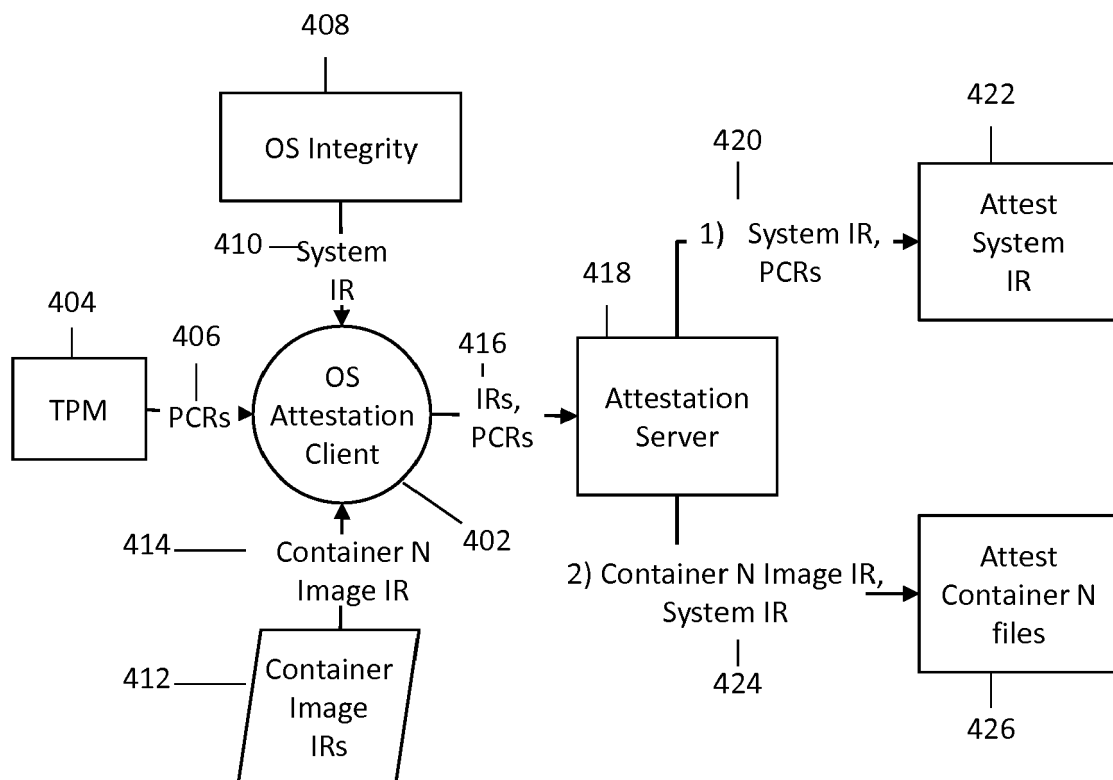 408
OS Integrity
410
System
IR
404
TPM
406
PCRs
OS
Attestation
Client
402
414
Container N
Image IR
412
Container
Image
IRs
416
IRs,
PCRs
418
Attestation
Server
420
1) System IR,
PCRs
422
Attest
System
IR
2) Container N Image IR,
System IR
424
Attest
Container N
files
426